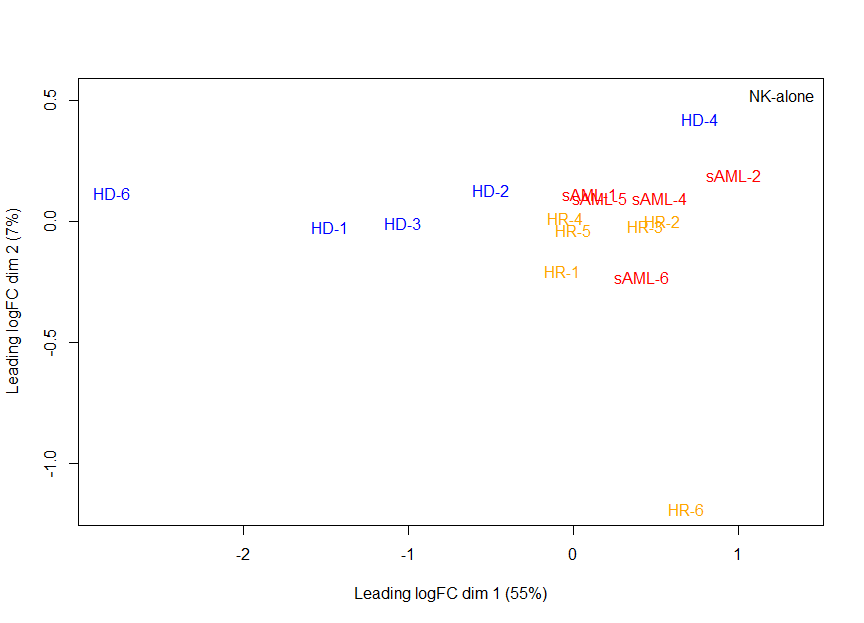 NK-alone
0.5
HD-4
sAML-2
HD-6
HD-2
sAML-1
sAML-5
sAML-4
0.0
HD-1
HD-3
HR-4
HR-5
HR-2
HR-1
sAML-6
-0.5
-1.0
HR-6
-2
-1
0
1
Leading logFC dim 1 (55%)
Leading logFC dim 2 (7%)